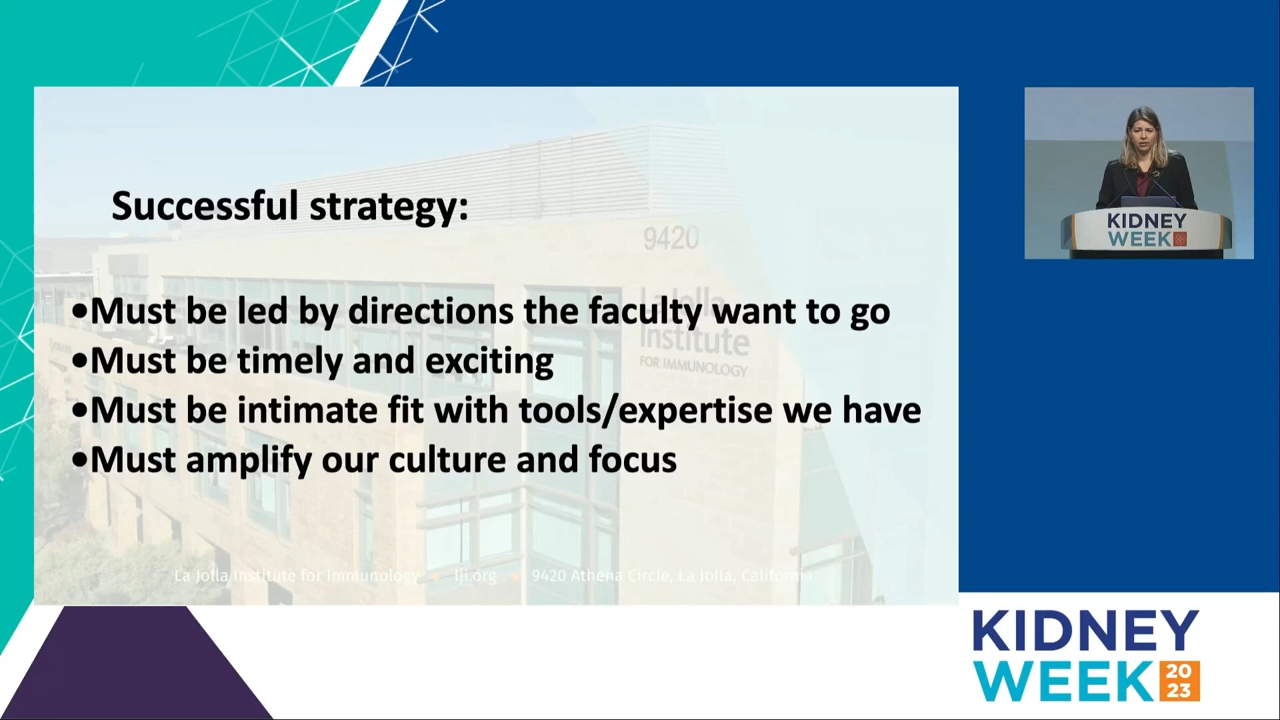 Successful strategy:
•Must be led by directions the faculty want to go
•Must be timely and exciting
•Must be intimate fit with tools/expertise we have
•Must amplify our culture and focus
9420
La Jolla
Institute
FOR IMMUNOLOGY
La Jolla Institute for Immunology • lji.org • 9420 Athena Circle, La Jolla, California
KIDNEY
WEEK
KIDNEY
WEEK 20
23